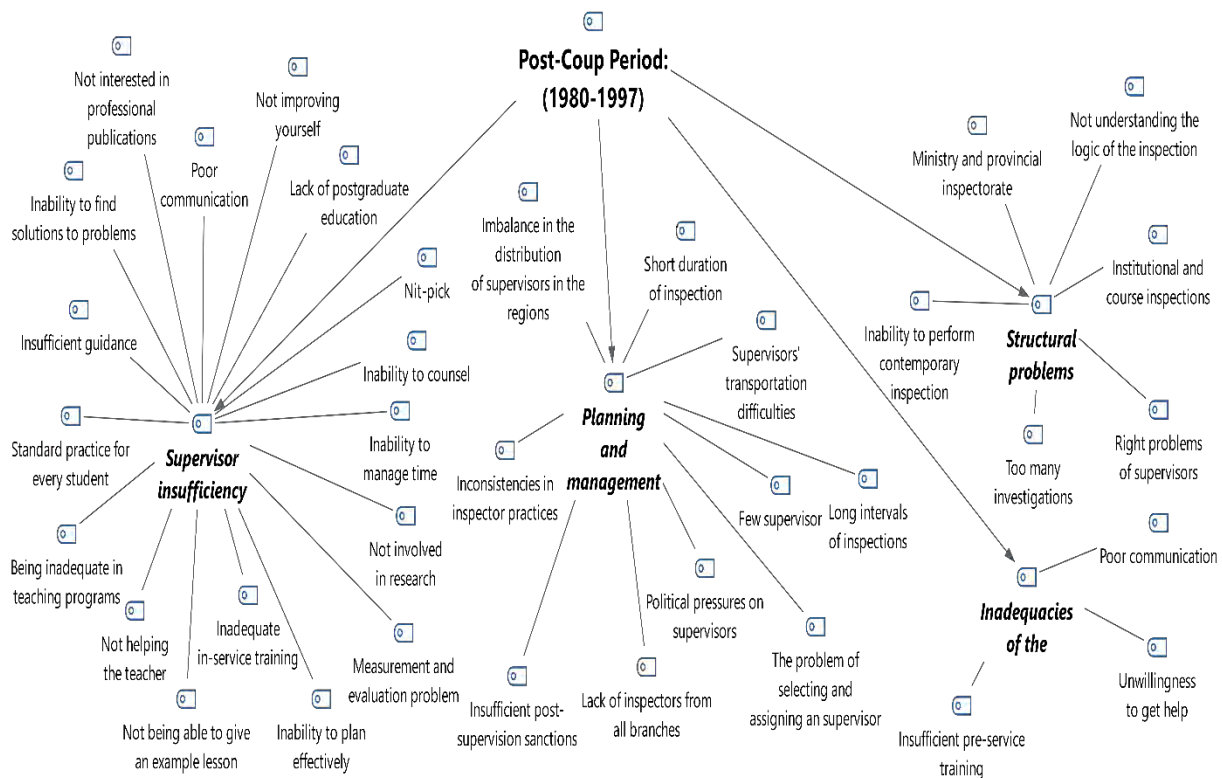 Post-Coup Period:
(1980-1997)
Not interested in
professional
publications
Not improving
yourself
Poor
communication
Lack of postgraduate
education
Inability to find
solutions to problems
Nit-pick
Insufficient guidance
Inability to counsel
Standard practice for
every student
Supervisor
insufficiency
Inability to
manage time
Being inadequate in
teaching programs
Not involved
in research
Not helping
the teacher
Inadequate
in-service training
Measurement and
evaluation problem
Not being able to give
an example lesson
Inability to plan
effectively
Imbalance in the
distribution
of supervisors in the
regions
Short duration
of inspection
Supervisors'
transportation
difficulties
Planning
and
management
Inconsistencies in
inspector practices
Few supervisor
Long intervals
of inspections
Political pressures on
supervisors
Insufficient post-
supervision sanctions
Lack of inspectors from
all branches
The problem of
selecting and
assigning an supervisor
Ministry and provincial
inspectorate
Not understanding the
logic of the inspection
Institutional and
course inspections
Inability to perform
contemporary
inspection
Structural
problems
Too many
investigations
Right problems
of supervisors
Poor communication
Inadequacies
of the
Unwillingness
to get help
Insufficient pre-service
training